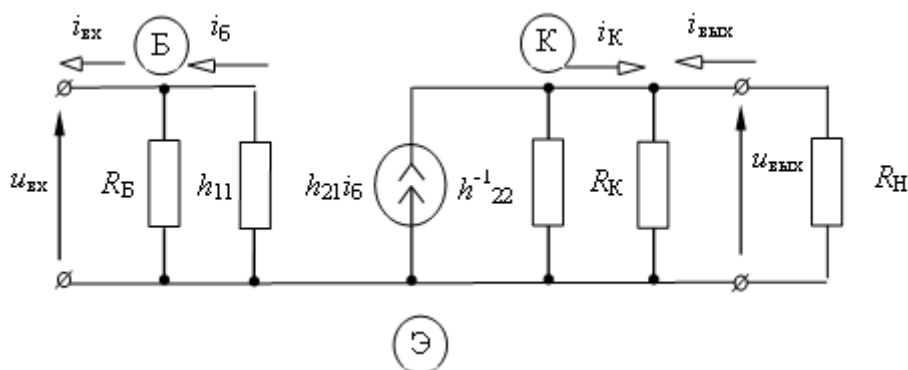 iвх
Б
iб
К
iК
iвых
uвх
RБ
h11
h21iб
h-122
RК
uвых
RН
Э